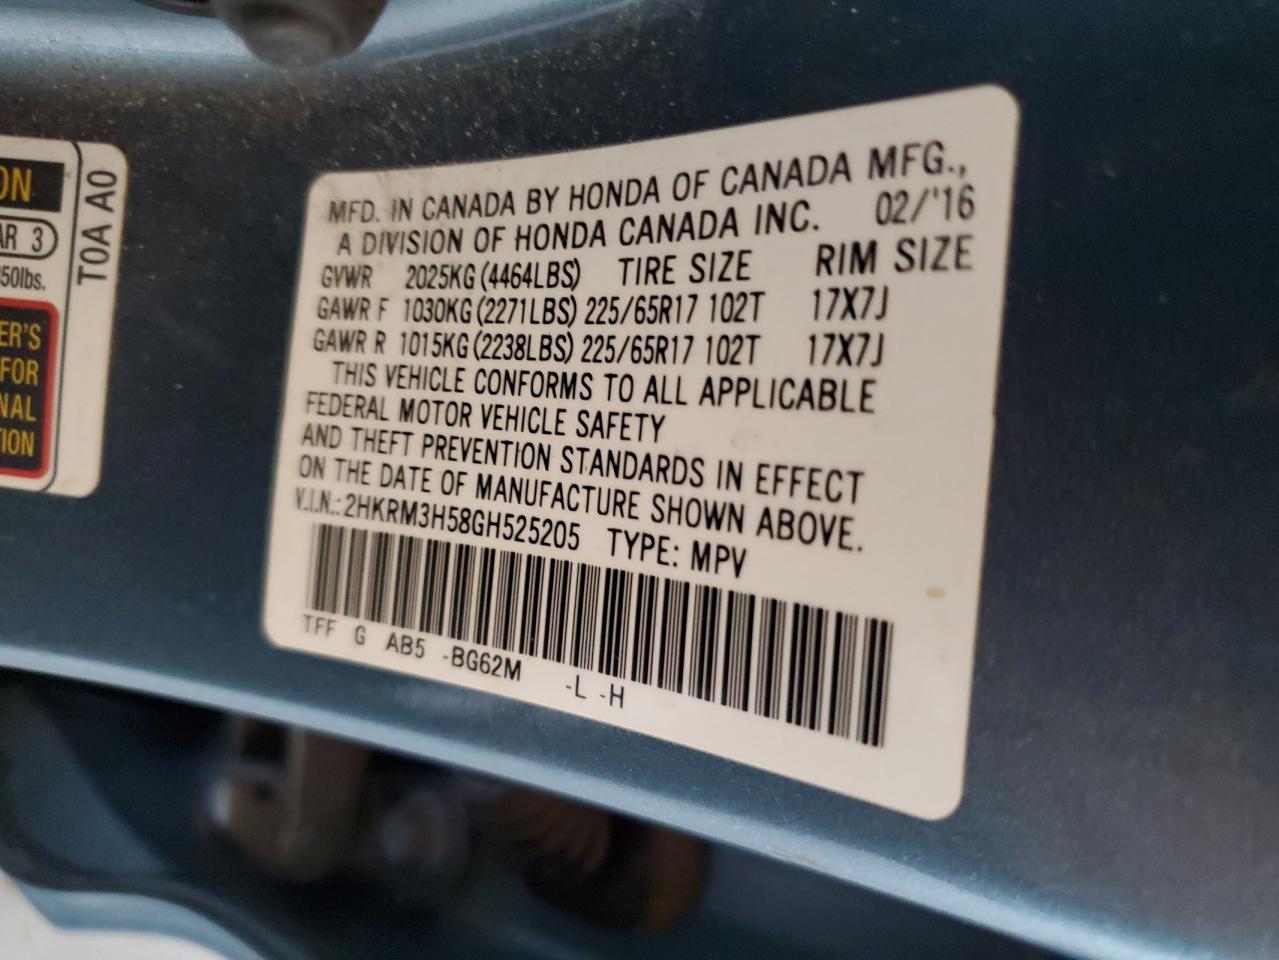 ON
AR 3
50lbs.
ER'S
FOR
NAL
ION
T0A A0
MFD. IN CANADA BY HONDA OF CANADA MFG.,
A DIVISION OF HONDA CANADA INC. 02/'16
GVWR 2025KG (4464LBS) TIRE SIZE RIM SIZE
GAWR F 1030KG (2271LBS) 225/65R17 102T 17X7J
GAWR R 1015KG (2238LBS) 225/65R17 102T 17X7J
THIS VEHICLE CONFORMS TO ALL APPLICABLE
FEDERAL MOTOR VEHICLE SAFETY
AND THEFT PREVENTION STANDARDS IN EFFECT
ON THE DATE OF MANUFACTURE SHOWN ABOVE.
V.I.N.: 2HKRM3H58GH525205 TYPE: MPV
TFF G AB5 -BG62M -L -H